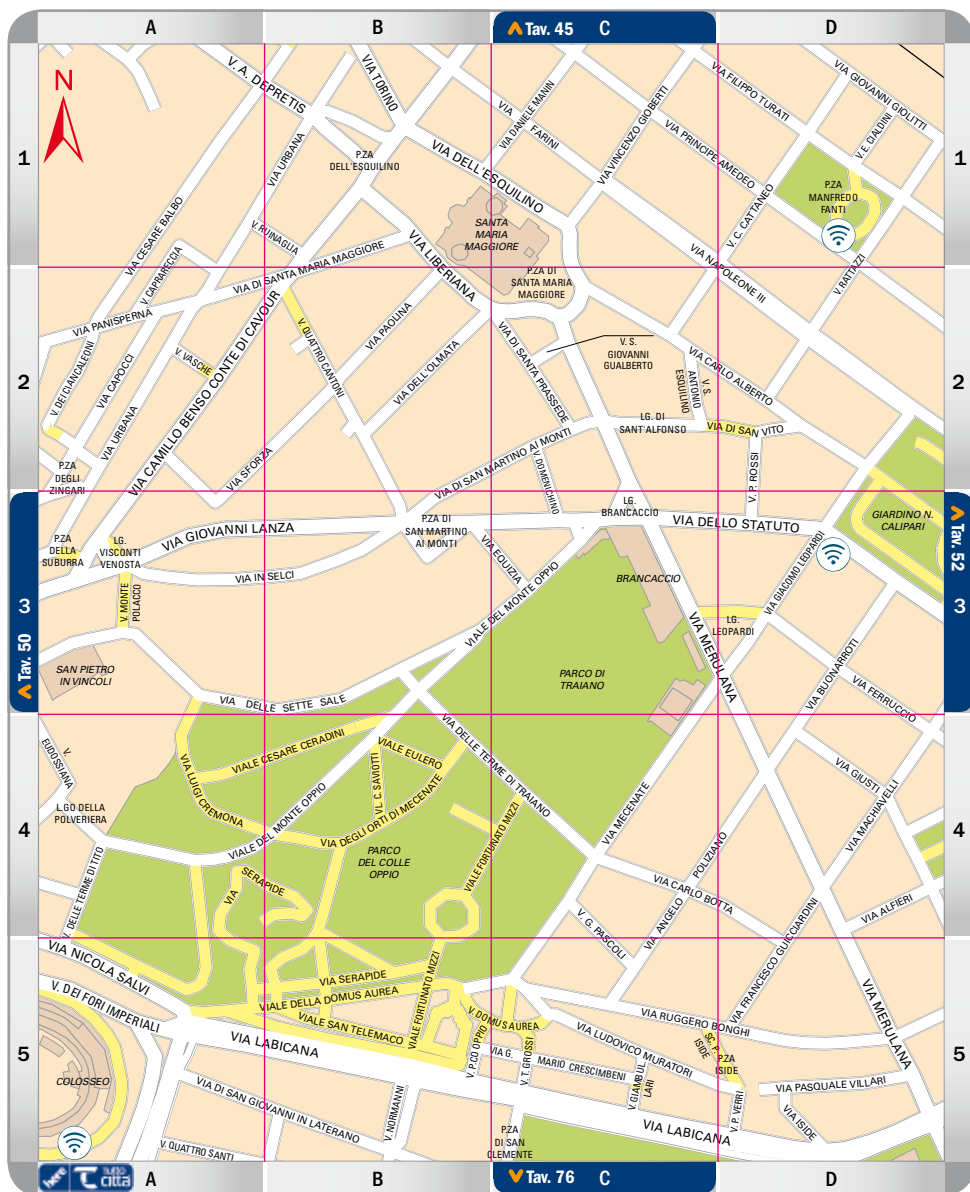 A
B
Tav. 45 C
D
N
1
1
V. A. DEPRETIS
VIA TORINO
VIA URBANA
P.ZA
DELL'ESQUILINO
VIA DELL'ESQUILINO
VIA
FARINI
VIA DANIELE MANIN
VIA VINCENZO GIOBERTI
VIA FILIPPO TURATI
VIA PRINCIPE AMEDEO
VIA GIOVANNI GIOLITTI
V. E. CIALDINI
P.ZA
MANFREDO
FANTI
V. C. CATTANEO
VIA NAPOLEONE III
V. RATTAZZI
SANTA
MARIA
MAGGIORE
P.ZA DI
SANTA MARIA
MAGGIORE
VIA CESARE BALBO
V. CAPRARECCIA
V. RUINAGLIA
VIA DI SANTA MARIA MAGGIORE
VIA LIBERIANA
2
2
VIA PANISPERNA
V. DEI CIANCALEONI
VIA CAPOCCI
V. VASCHE
VIA URBANA
VIA CAMILLO BENSO CONTE DI CAVOUR
V. QUATTRO CANTONI
VIA PAOLINA
VIA DELL'OLMATA
VIA SFORZA
VIA DI SANTA PRASSEDE
V. S.
GIOVANNI
GUALBERTO
V. S.
ANTONIO
ESQUILINO
VIA CARLO ALBERTO
LG. DI
SANT'ALFONSO
VIA DI SAN VITO
V. P. ROSSI
VIA DI SAN MARTINO AI MONTI
V. DOMENICHINO
P.ZA
DEGLI
ZINGARI
3
3
Tav. 50
Tav. 52
P.ZA
DELLA
SUBURRA
LG.
VISCONTI
VENOSTA
VIA GIOVANNI LANZA
P.ZA DI
SAN MARTINO
AI MONTI
LG.
BRANCACCIO
VIA DELLO STATUTO
GIARDINO N.
CALIPARI
VIA IN SELCI
V. MONTE
POLACCO
VIA EQUIZIA
VIALE DEL MONTE OPPIO
BRANCACCIO
VIA GIACOMO LEOPARDI
LG.
LEOPARDI
VIA MERULANA
VIA BUONARROTI
VIA FERRUCCIO
SAN PIETRO
IN VINCOLI
VIA DELLE SETTE SALE
PARCO DI
TRAIANO
4
4
V.
EUDOSSIANA
L.GO DELLA
POLVERIERA
VIA LUIGI CREMONA
VIALE CESARE CERADINI
VIALE EULERO
VL. C. SAVIOTTI
VIA DEGLI ORTI DI MECENATE
VIALE DEL MONTE OPPIO
VIA DELLE TERME DI TRAIANO
VIALE FORTUNATO MIZZI
PARCO
DEL COLLE
OPPIO
VIA MECENATE
VIA GIUSTI
VIA MACHIAVELLI
VIA
SERAPIDE
V. DELLE TERME DI TITO
VIA CARLO BOTTA
VIA ANGELO
POLIZIANO
V. G. PASCOLI
VIA FRANCESCO GUICCIARDINI
VIA ALFIERI
5
5
VIA NICOLA SALVI
V. DEI FORI IMPERIALI
COLOSSEO
VIA SERAPIDE
VIALE DELLA DOMUS AUREA
VIALE SAN TELEMACO
VIALE FORTUNATO MIZZI
VIA LABICANA
V. P.CO OPPIO
V. DOMUS AUREA
V. T. GROSSI
VIA G.
MARIO CRESCIMBENI
VIA LUDOVICO MURATORI
VIA RUGGERO BONGHI
SC. P.
ISIDE
P.ZA
ISIDE
V. GIAMBUL
LARI
V. P. VERRI
VIA PASQUALE VILLARI
VIA ISIDE
VIA MERULANA
VIA LABICANA
VIA DI SAN GIOVANNI IN LATERANO
V. NORMANNI
V. QUATTRO SANTI
P.ZA
DI SAN
CLEMENTE
here
TUTTO
CITTÀ
A
B
Tav. 76 C
D